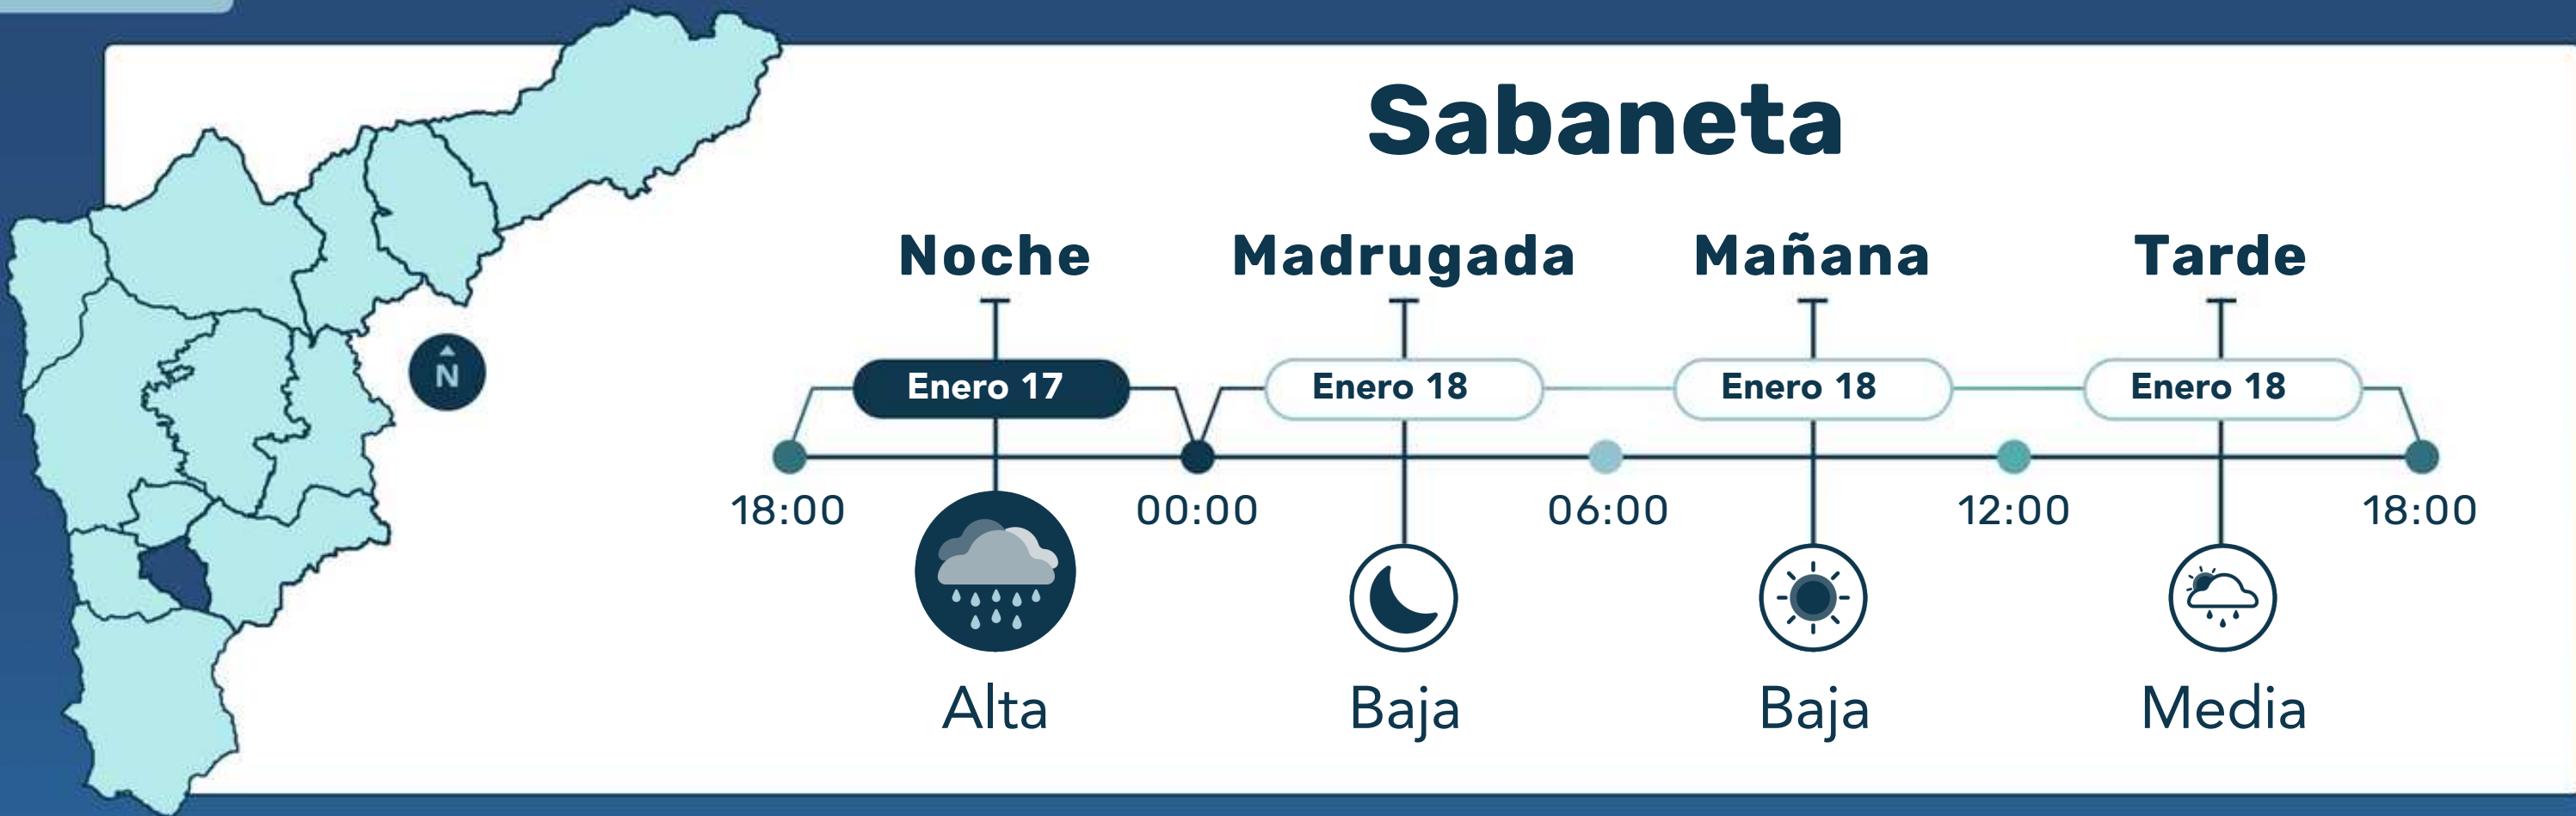 Sabaneta
Noche Madrugada Mañana Tarde
Enero 17 Enero 18 Enero 18 Enero 18
N
18:00 00:00 06:00 12:00 18:00
Alta Baja Baja Media